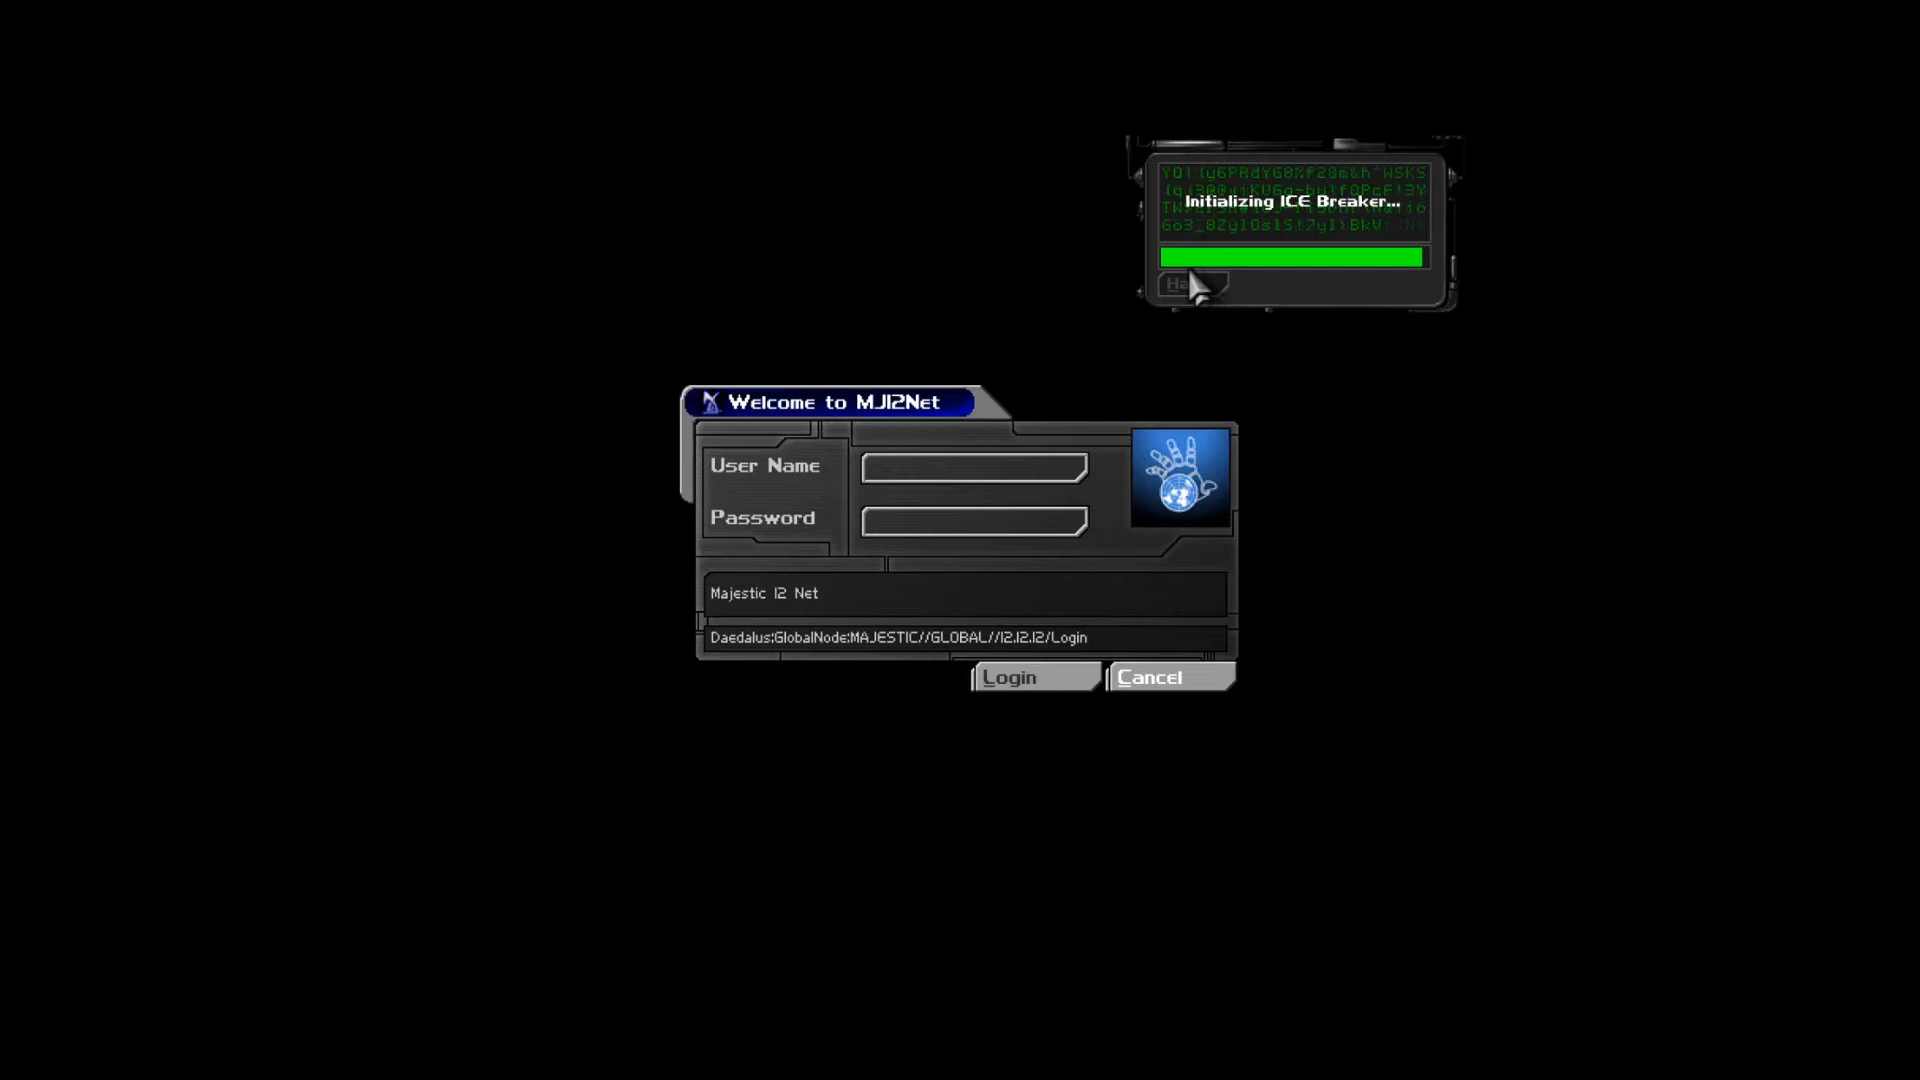 Initializing ICE Breaker...
Welcome to MJ12Net
User Name
Password
Majestic 12 Net
Daedalus:GlobalNode:MAJESTIC//GLOBAL//12.12.12/Login
Login
Cancel